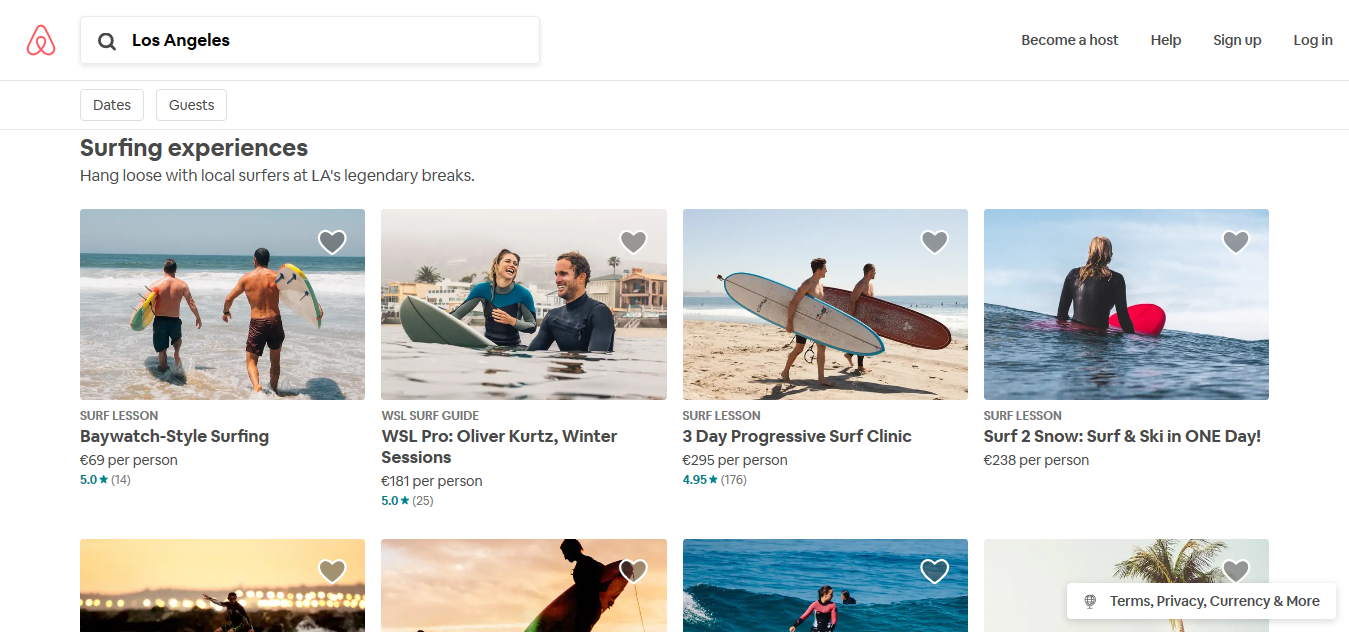 Los Angeles
Become a host
Help
Sign up
Log in
Dates
Guests
Surfing experiences
Hang loose with local surfers at LA's legendary breaks.
SURF LESSON
Baywatch-Style Surfing
€69 per person
5.0★ (14)
WSL SURF GUIDE
WSL Pro: Oliver Kurtz, Winter
Sessions
€181 per person
5.0★ (25)
SURF LESSON
3 Day Progressive Surf Clinic
€295 per person
4.95★ (176)
SURF LESSON
Surf 2 Snow: Surf & Ski in ONE Day!
€238 per person
Terms, Privacy, Currency & More